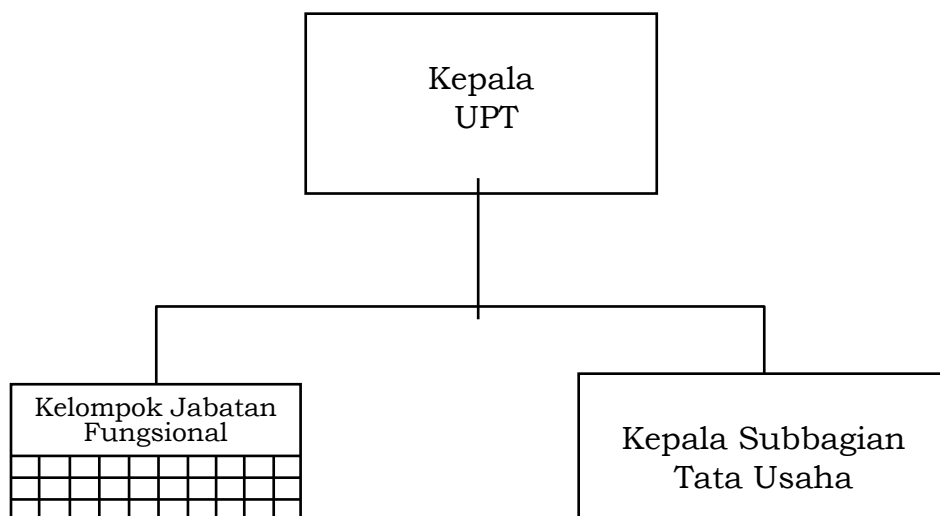 Kepala
UPT
Kelompok Jabatan
Fungsional
Kepala Subbagian
Tata Usaha